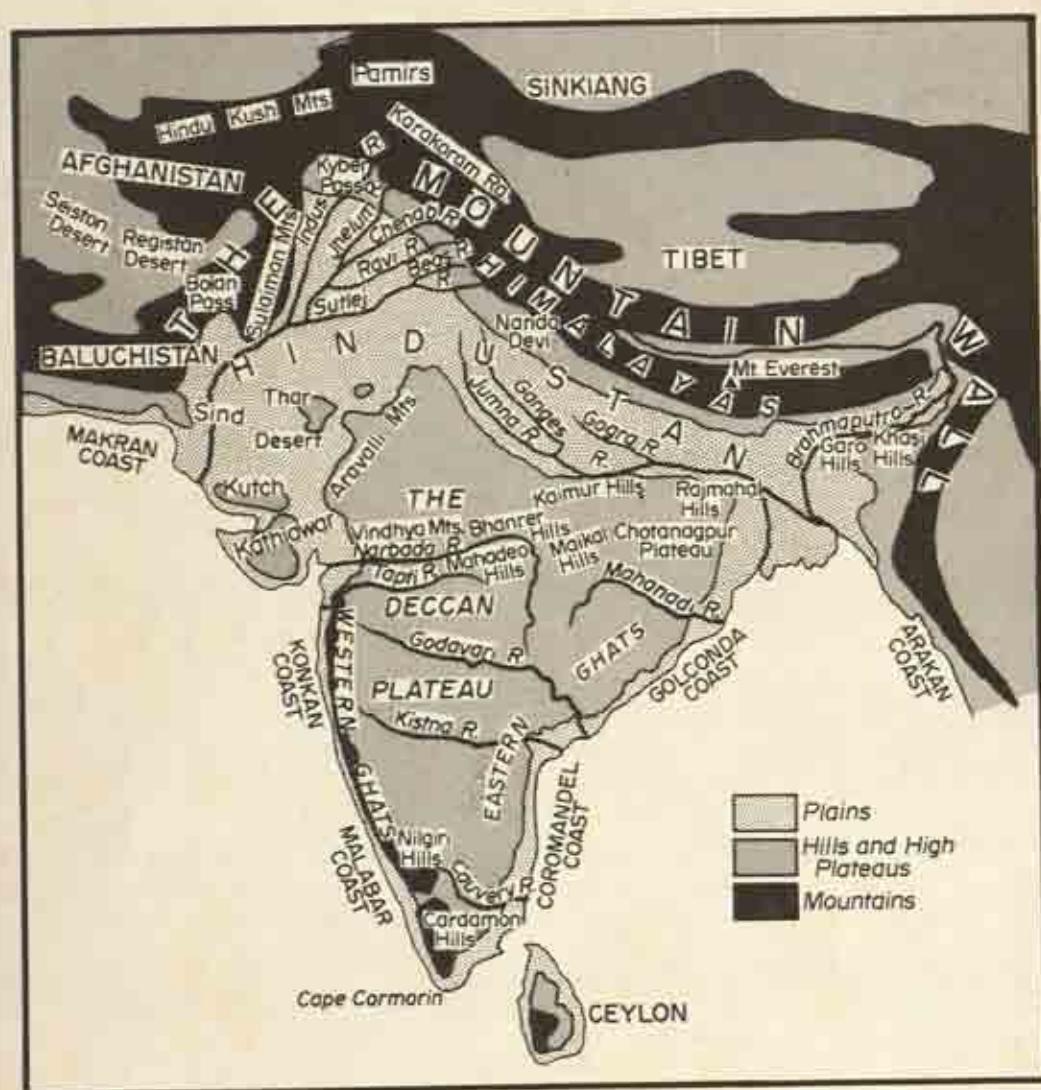 Pamirs
SINKIANG
Hindu Kush Mts.
Karakoram Ra.
AFGHANISTAN
Kyber
Pass
R.
THE MOUNTAIN WALL
Seistan
Desert
Registan
Desert
Bolan
Pass
Sulaiman Mts.
Indus
Jhelum
Chenab R.
Ravi R.
Beas R.
Sutlej R.
HIMALAYAS
TIBET
Nanda
Devi
Mt. Everest
BALUCHISTAN
HINDUSTAN
Sind
Thar
Desert
Aravalli Mts.
Jumna R.
Ganges R.
Gogra R.
Brahmaputra R.
Garo
Hills
Khasi
Hills
MAKRAN
COAST
Kutch
Kathiawar
THE
Kaimur Hills
Rajmahal
Hills
Vindhya Mts.
Bhanrer
Hills
Narbada R.
Tapti R.
Mahadeo
Hills
Maikal
Hills
Chotanagpur
Plateau
Mahanadi R.
DECCAN
Godavari R.
PLATEAU
Kistna R.
WESTERN GHATS
EASTERN GHATS
KONKAN
COAST
GOLCONDA
COAST
ARAKAN
COAST
COROMANDEL
COAST
MALABAR
COAST
Nilgiri
Hills
Cauvery R.
Cardamon
Hills
Cape Cormorin
CEYLON
Plains
Hills and High
Plateaus
Mountains